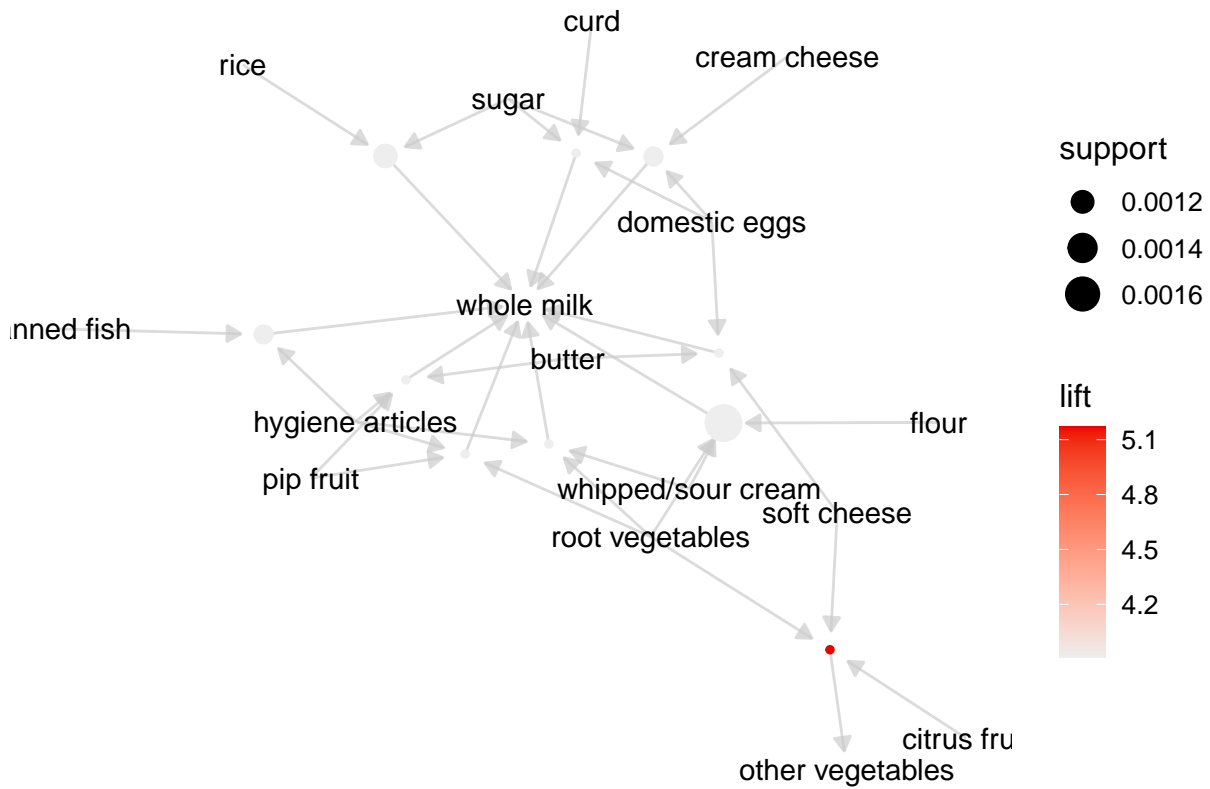 curd
cream cheese
rice
sugar
support
0.0012
domestic eggs
0.0014
0.0016
whole milk
anned fish
butter
lift
hygiene articles
flour
5.1
pip fruit
whipped/sour cream
4.8
soft cheese
root vegetables
4.5
4.2
citrus fru
other vegetables